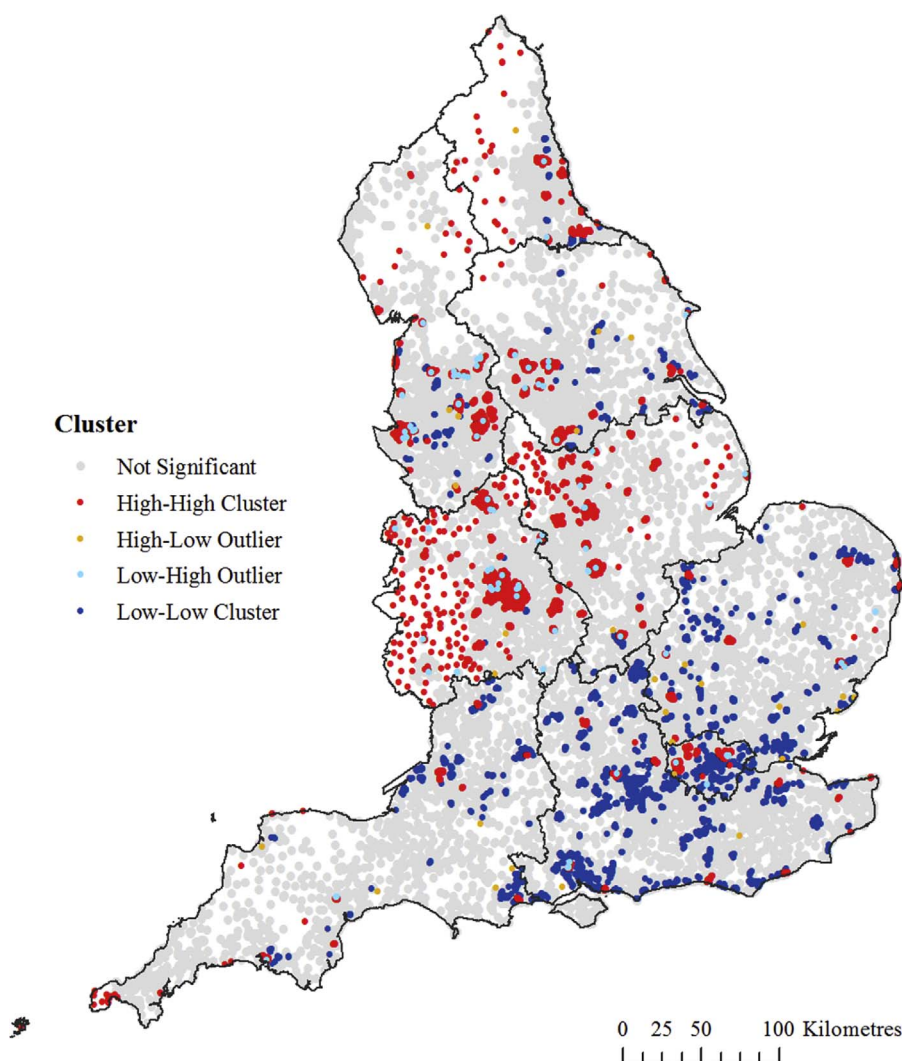 Cluster
Not Significant
High-High Cluster
High-Low Outlier
Low-High Outlier
Low-Low Cluster
0 25 50 100 Kilometres